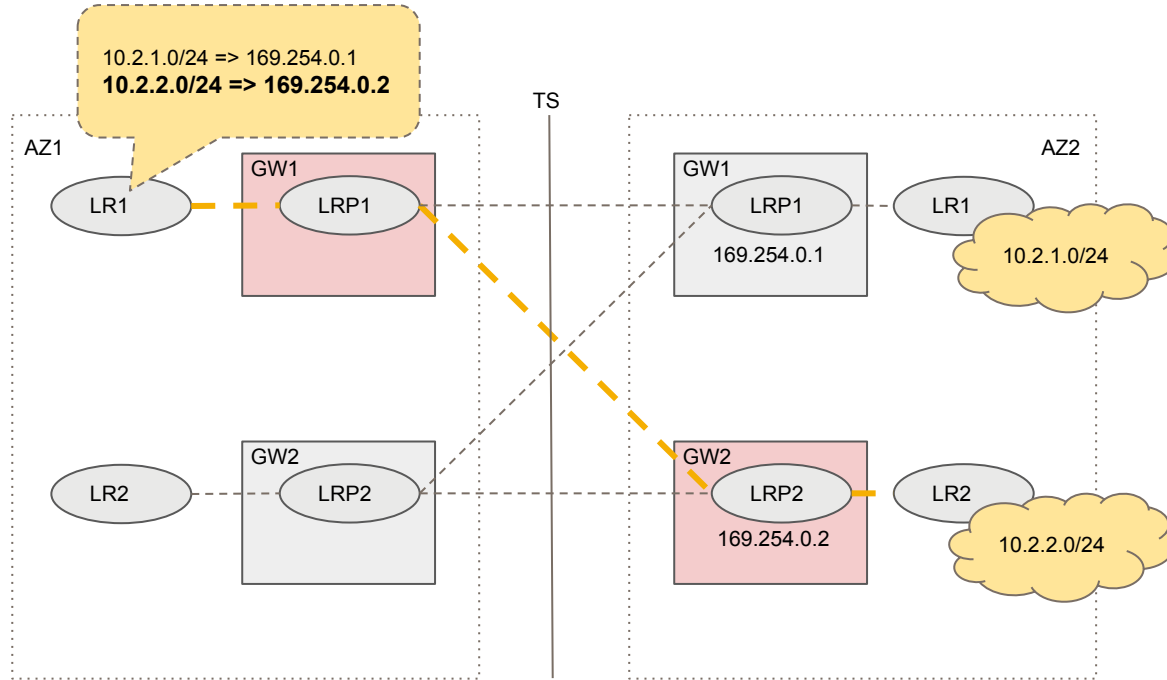 10.2.1.0/24 => 169.254.0.1
10.2.2.0/24 => 169.254.0.2
TS
AZ1
AZ2
GW1
LR1
LRP1
GW1
LRP1
LR1
169.254.0.1
10.2.1.0/24
GW2
LR2
LRP2
GW2
LRP2
LR2
169.254.0.2
10.2.2.0/24